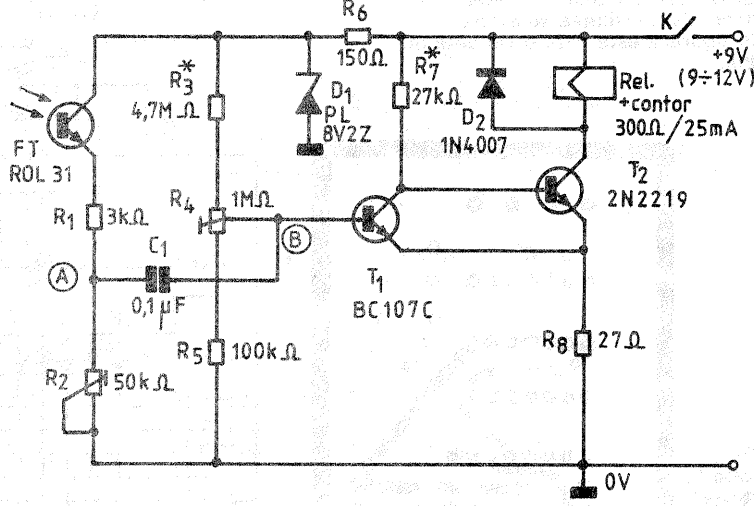 R6
150Ω
K
+9V
(9÷12V)
R3*
4,7MΩ
D1
PL
8V2Z
R7*
27kΩ
D2
1N4007
Rel.
+contor
300Ω/25mA
FT
ROL 31
R1
3kΩ
R4
1MΩ
T2
2N2219
A
C1
0,1μF
B
T1
BC107C
R5
100kΩ
R8
27Ω
R2
50kΩ
0V